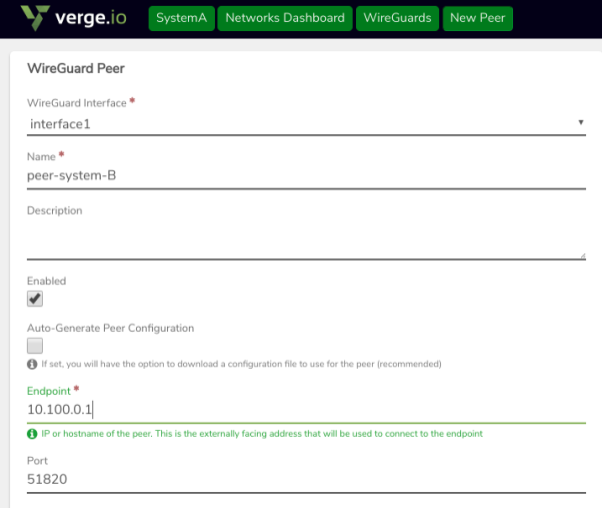 verge.io SystemA Networks Dashboard WireGuards New Peer
WireGuard Peer
WireGuard Interface *
interface1
Name *
peer-system-B
Description
Enabled
Auto-Generate Peer Configuration
If set, you will have the option to download a configuration file to use for the peer (recommended)
Endpoint *
10.100.0.1
IP or hostname of the peer. This is the externally facing address that will be used to connect to the endpoint
Port
51820